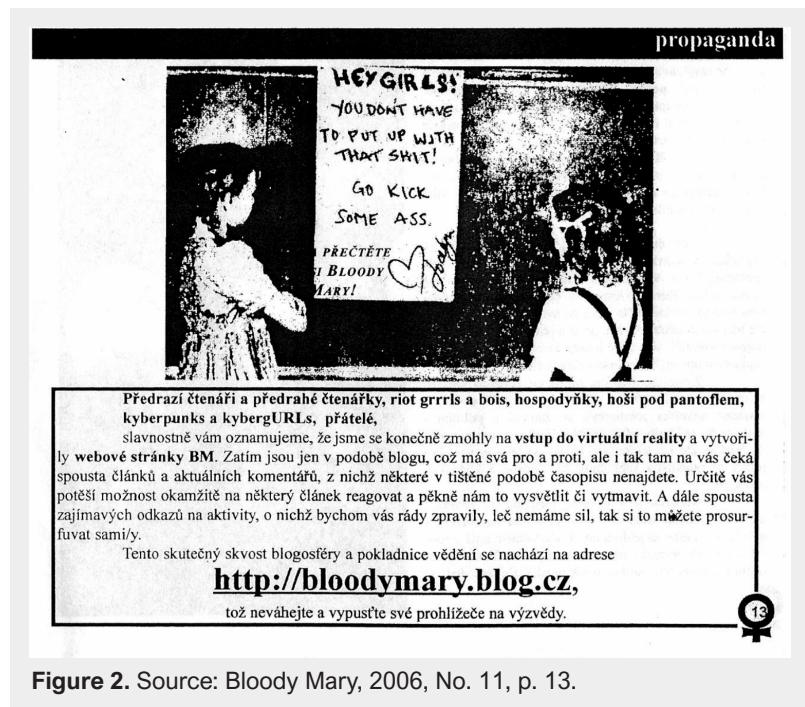 propaganda
HEY GIRLS!
YOU DON'T HAVE
TO PUT UP WITH
THAT SHIT!
GO KICK
SOME ASS.
PŘEČTĚTE
SI BLOODY
MARY!
Jocelyn
Předrazí čtenáři a předrahé čtenářky, riot grrrls a bois, hospodyňky, hoši pod pantoflem,
kyberpunks a kybergURLs, přátelé,
slavnostně vám oznamujeme, že jsme se konečně zmohly na vstup do virtuální reality a vytvoři-
ly webové stránky BM. Zatím jsou jen v podobě blogu, což má svá pro a proti, ale i tak tam na vás čeká
spousta článků a aktuálních komentářů, z nichž některé v tištěné podobě časopisu nenajdete. Určitě vás
potěší možnost okamžitě na některý článek reagovat a pěkně nám to vysvětlit či vytmavit. A dále spousta
zajímavých odkazů na aktivity, o nichž bychom vás rády zpravily, leč nemáme sil, tak si to můžete prosur-
fuvat sami/y.
Tento skutečný skvost blogosféry a pokladnice vědění se nachází na adrese
http://bloodymary.blog.cz,
tož neváhejte a vypusťte své prohlížeče na výzvědy.
13
Figure 2. Source: Bloody Mary, 2006, No. 11, p. 13.